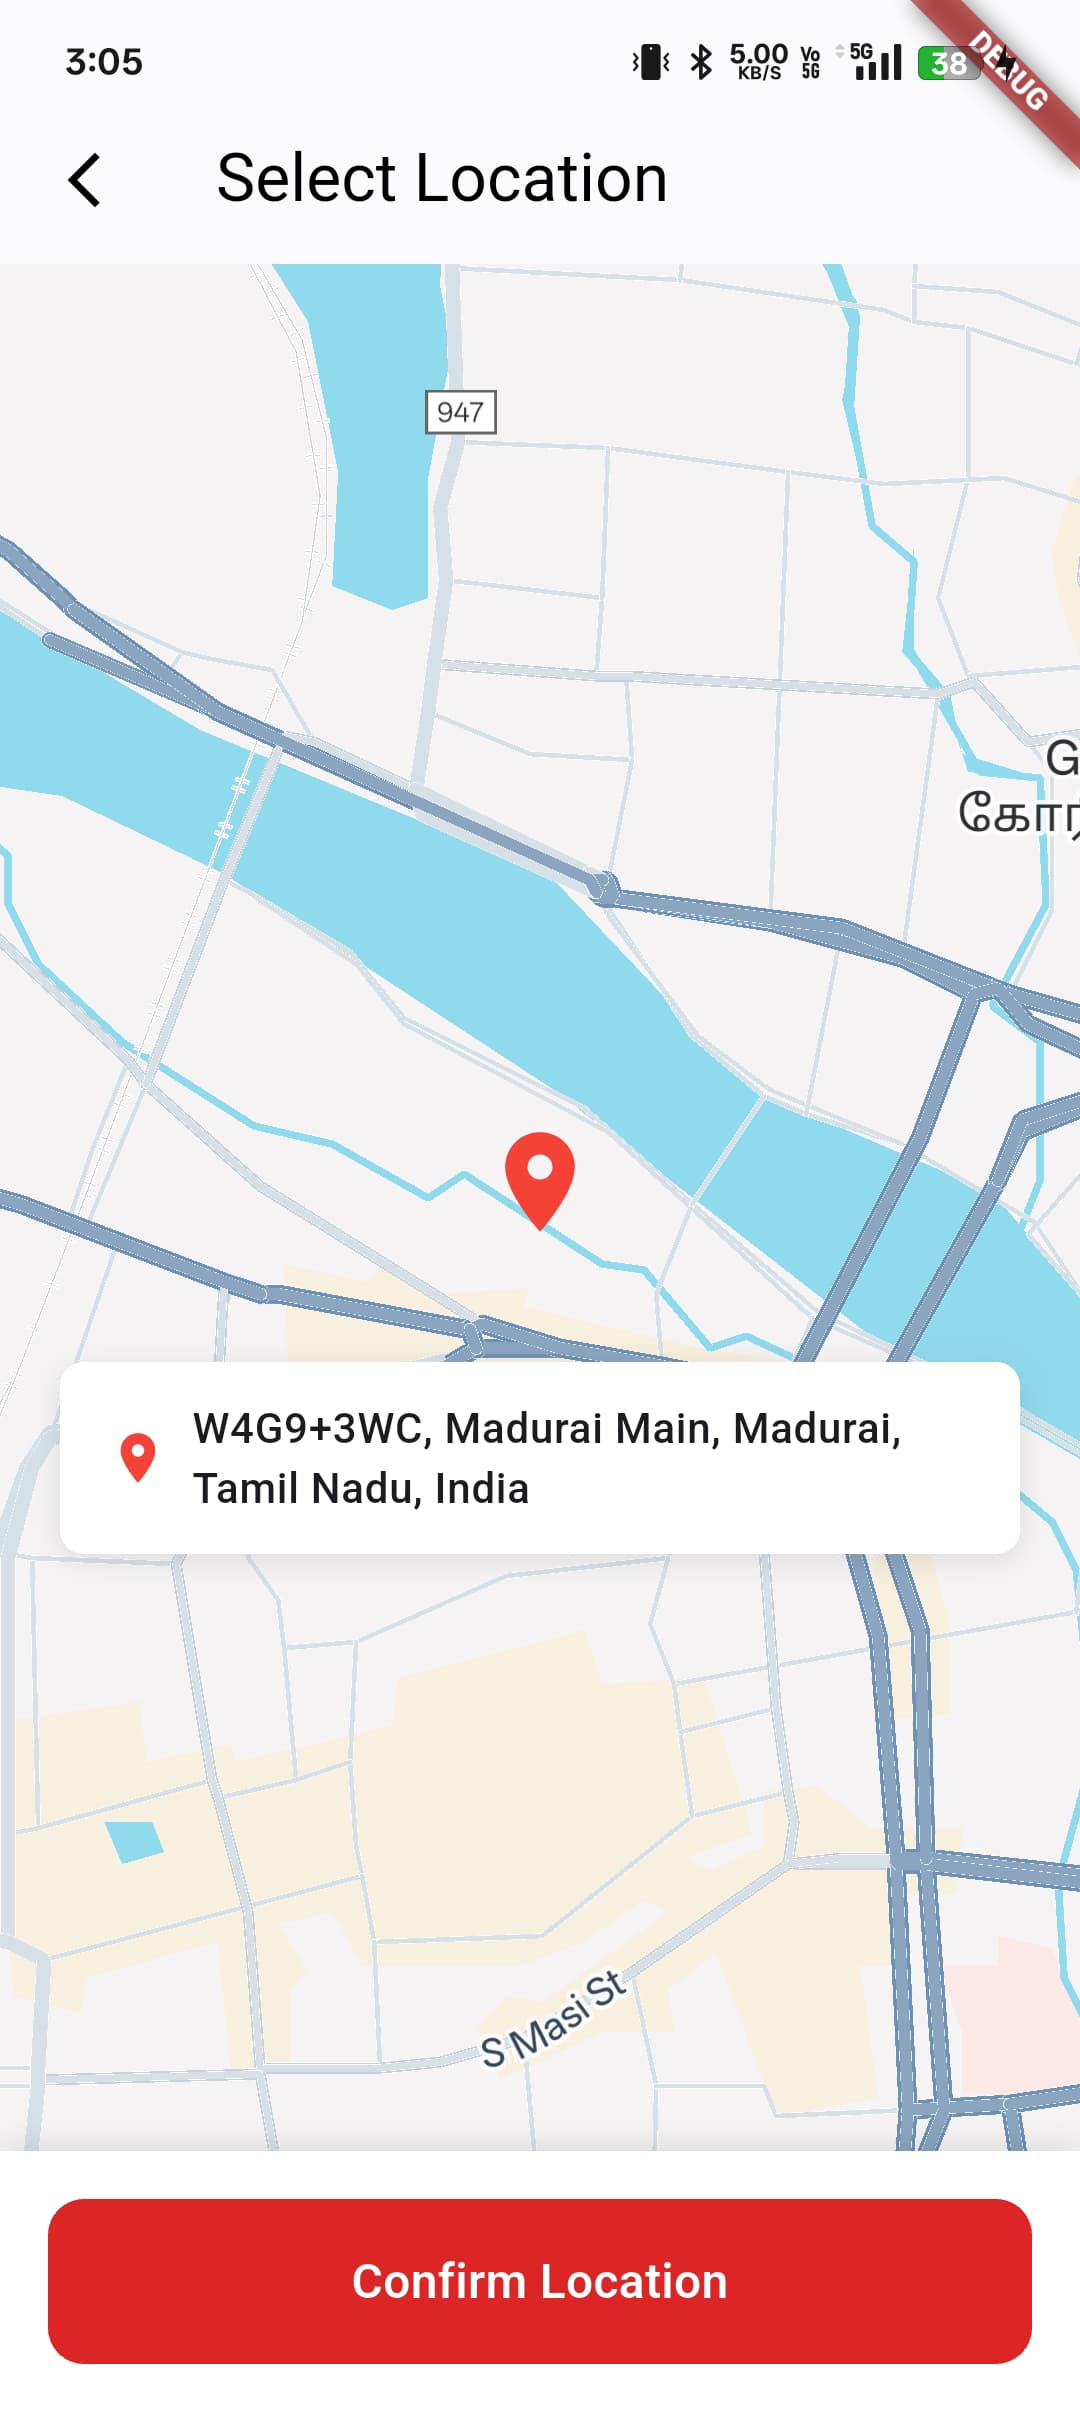 3:05
5.00
KB/S
Vo
5G
5G
38
DEBUG
Select Location
947
G
W4G9+3WC, Madurai Main, Madurai,
Tamil Nadu, India
S Masi St
Confirm Location